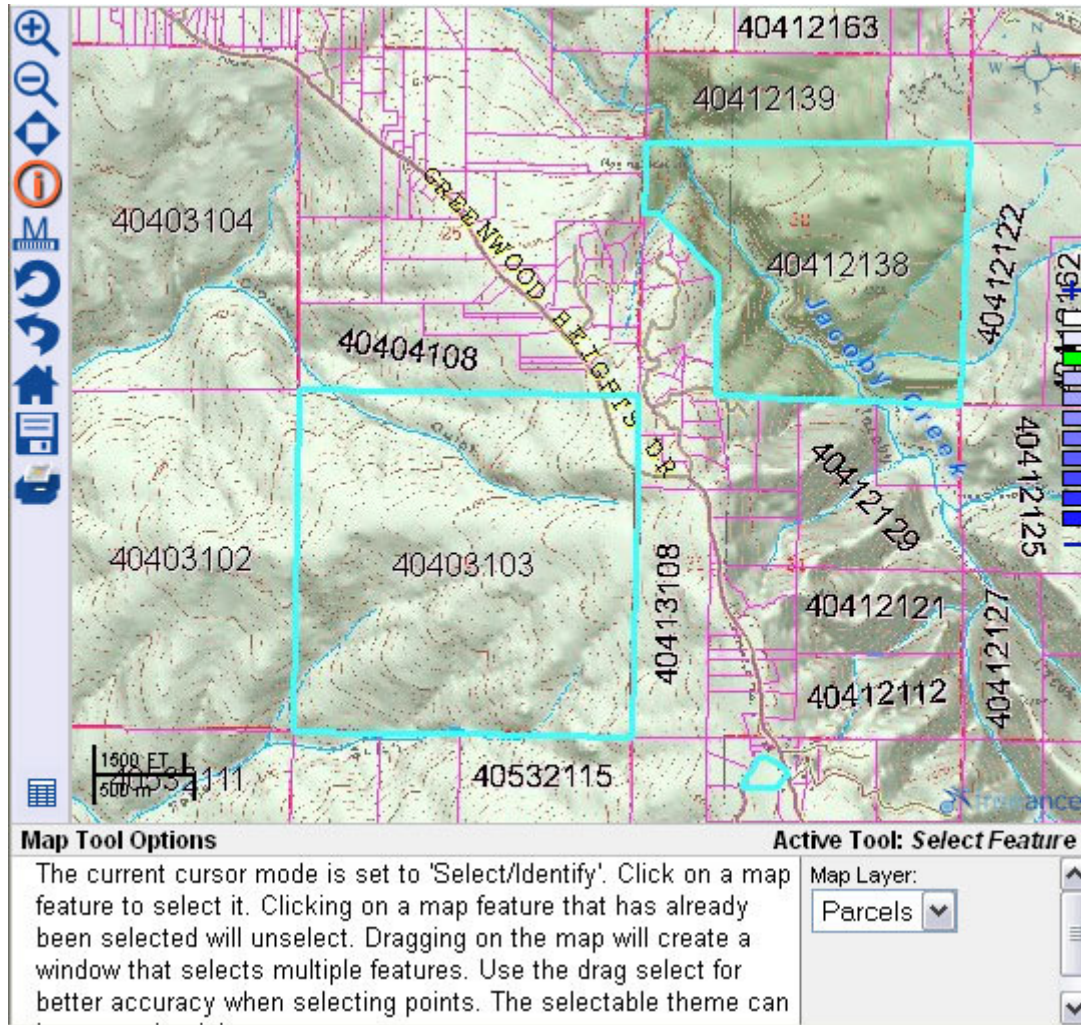 40412163
N
W
E
S
40412139
40403104
GREENWOOD HEIGHTS DR
25
30
40412138
40412122
40404108
Jacoby Creek
40412129
40412125
40403102
40403103
40413108
40412121
40412127
40412112
1500 FT
500 m
40532111
40532115
freeance
Map Tool Options
Active Tool: Select Feature
The current cursor mode is set to 'Select/Identify'. Click on a map
feature to select it. Clicking on a map feature that has already
been selected will unselect. Dragging on the map will create a
window that selects multiple features. Use the drag select for
better accuracy when selecting points. The selectable theme can
Map Layer:
Parcels